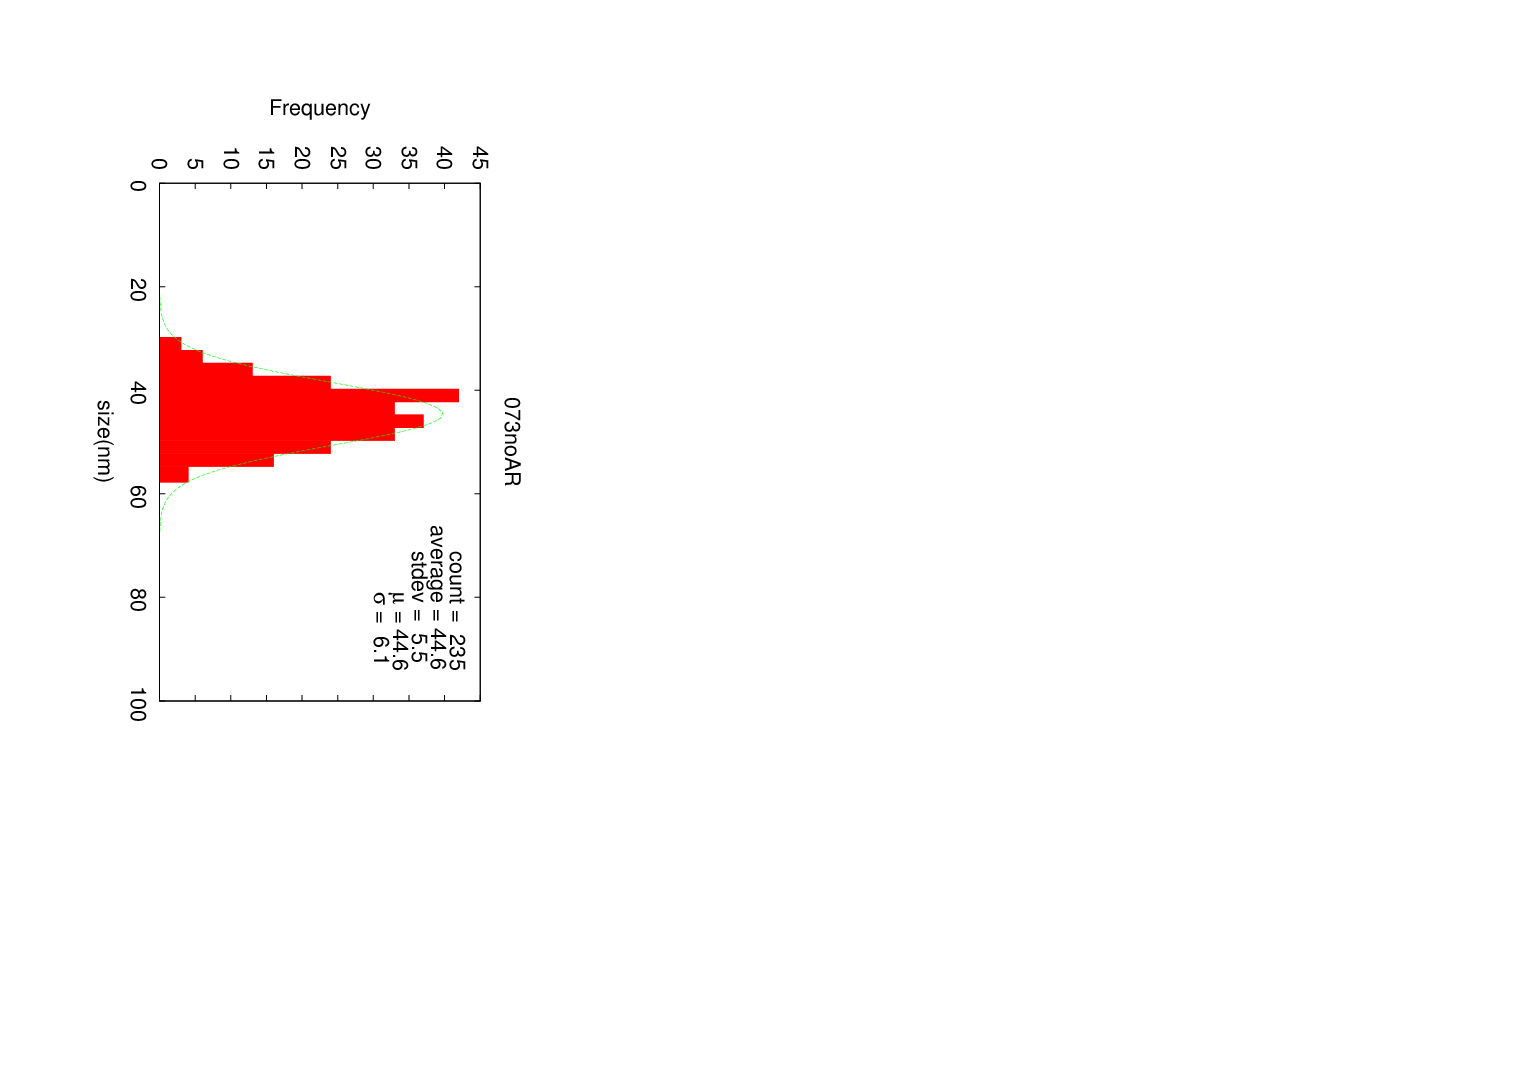 073noAR
count = 235
average = 44.6
stdev = 5.5
μ = 44.6
σ = 6.1
Frequency
45
40
35
30
25
20
15
10
5
0
0 20 40 60 80 100
size(nm)